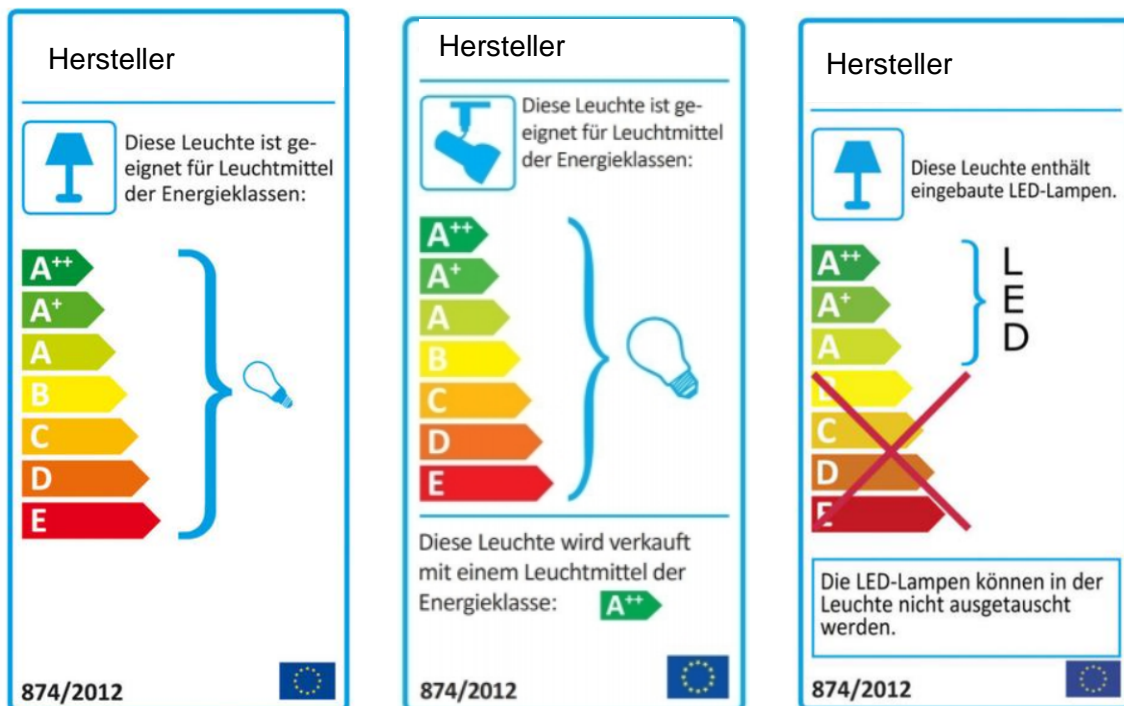 Hersteller
Diese Leuchte ist ge-
eignet für Leuchtmittel
der Energieklassen:
A++
A+
A
B
C
D
E
874/2012
Hersteller
Diese Leuchte ist ge-
eignet für Leuchtmittel
der Energieklassen:
A++
A+
A
B
C
D
E
Diese Leuchte wird verkauft
mit einem Leuchtmittel der
Energieklasse: A++
874/2012
Hersteller
Diese Leuchte enthält
eingebaute LED-Lampen.
A++
A+
A
B
C
D
E
L
E
D
Die LED-Lampen können in der
Leuchte nicht ausgetauscht
werden.
874/2012